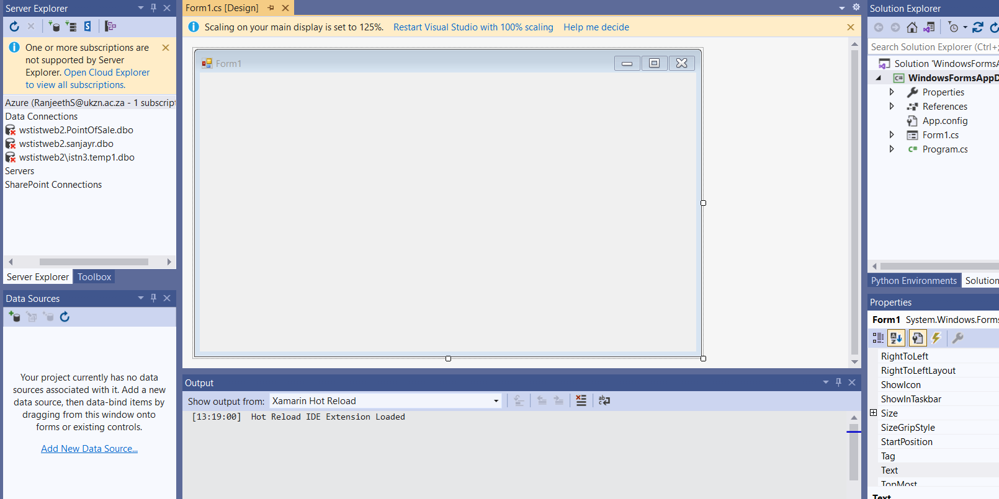 Server Explorer
One or more subscriptions are
not supported by Server
Explorer. Open Cloud Explorer
to view all subscriptions.
Azure (RanjeethS@ukzn.ac.za - 1 subscript
Data Connections
wstistweb2.PointOfSale.dbo
wstistweb2.sanjayr.dbo
wstistweb2\istn3.temp1.dbo
Servers
SharePoint Connections
Server Explorer
Toolbox
Data Sources
Your project currently has no data
sources associated with it. Add a new
data source, then data-bind items by
dragging from this window onto
forms or existing controls.
Add New Data Source...
Form1.cs [Design]
Scaling on your main display is set to 125%. Restart Visual Studio with 100% scaling Help me decide
Form1
Output
Show output from: Xamarin Hot Reload
[13:19:00] Hot Reload IDE Extension Loaded
Solution Explorer
Search Solution Explorer (Ctrl+;
Solution 'WindowsFormsA
C# WindowsFormsAppD
Properties
References
App.config
Form1.cs
C# Program.cs
Python Environments
Solution
Properties
Form1 System.Windows.Forms
RightToLeft
RightToLeftLayout
ShowIcon
ShowInTaskbar
Size
SizeGripStyle
StartPosition
Tag
Text
TopMost
Text